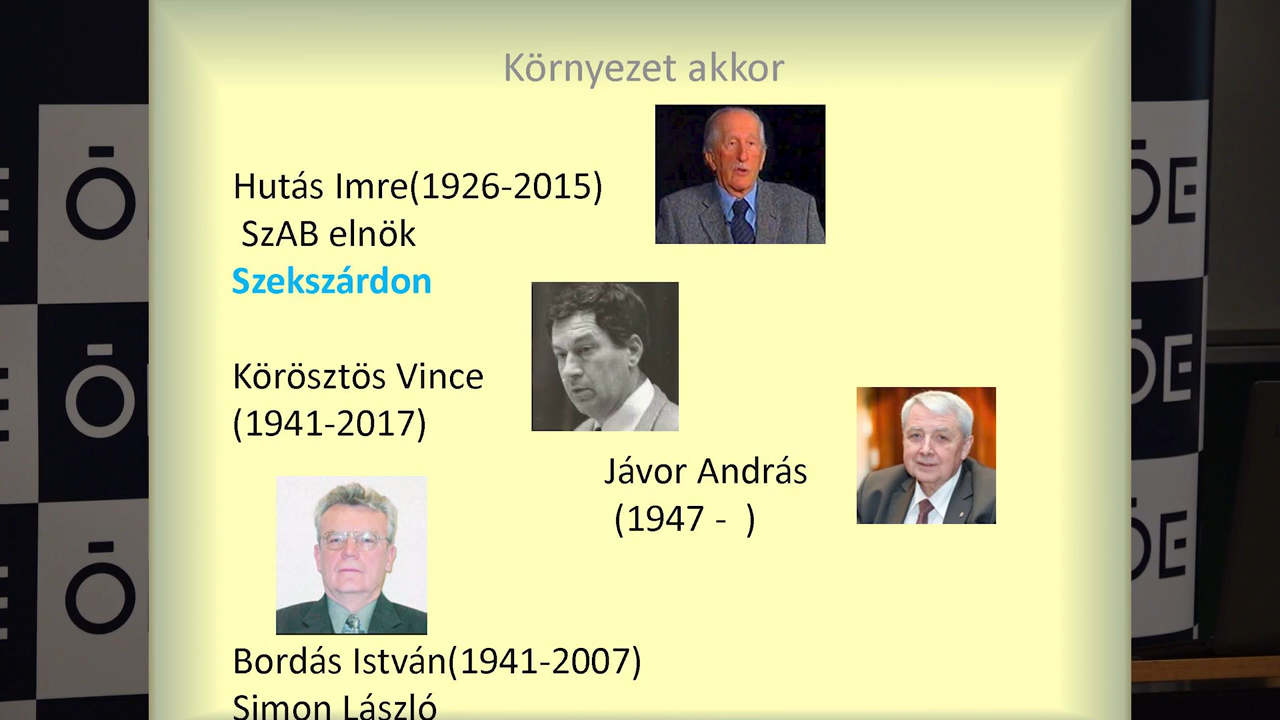 Környezet akkor
Hutás Imre(1926-2015)
SzAB elnök
Szekszárdon
Körösztös Vince
(1941-2017)
Jávor András
(1947 -  )
Bordás István(1941-2007)
Simon László